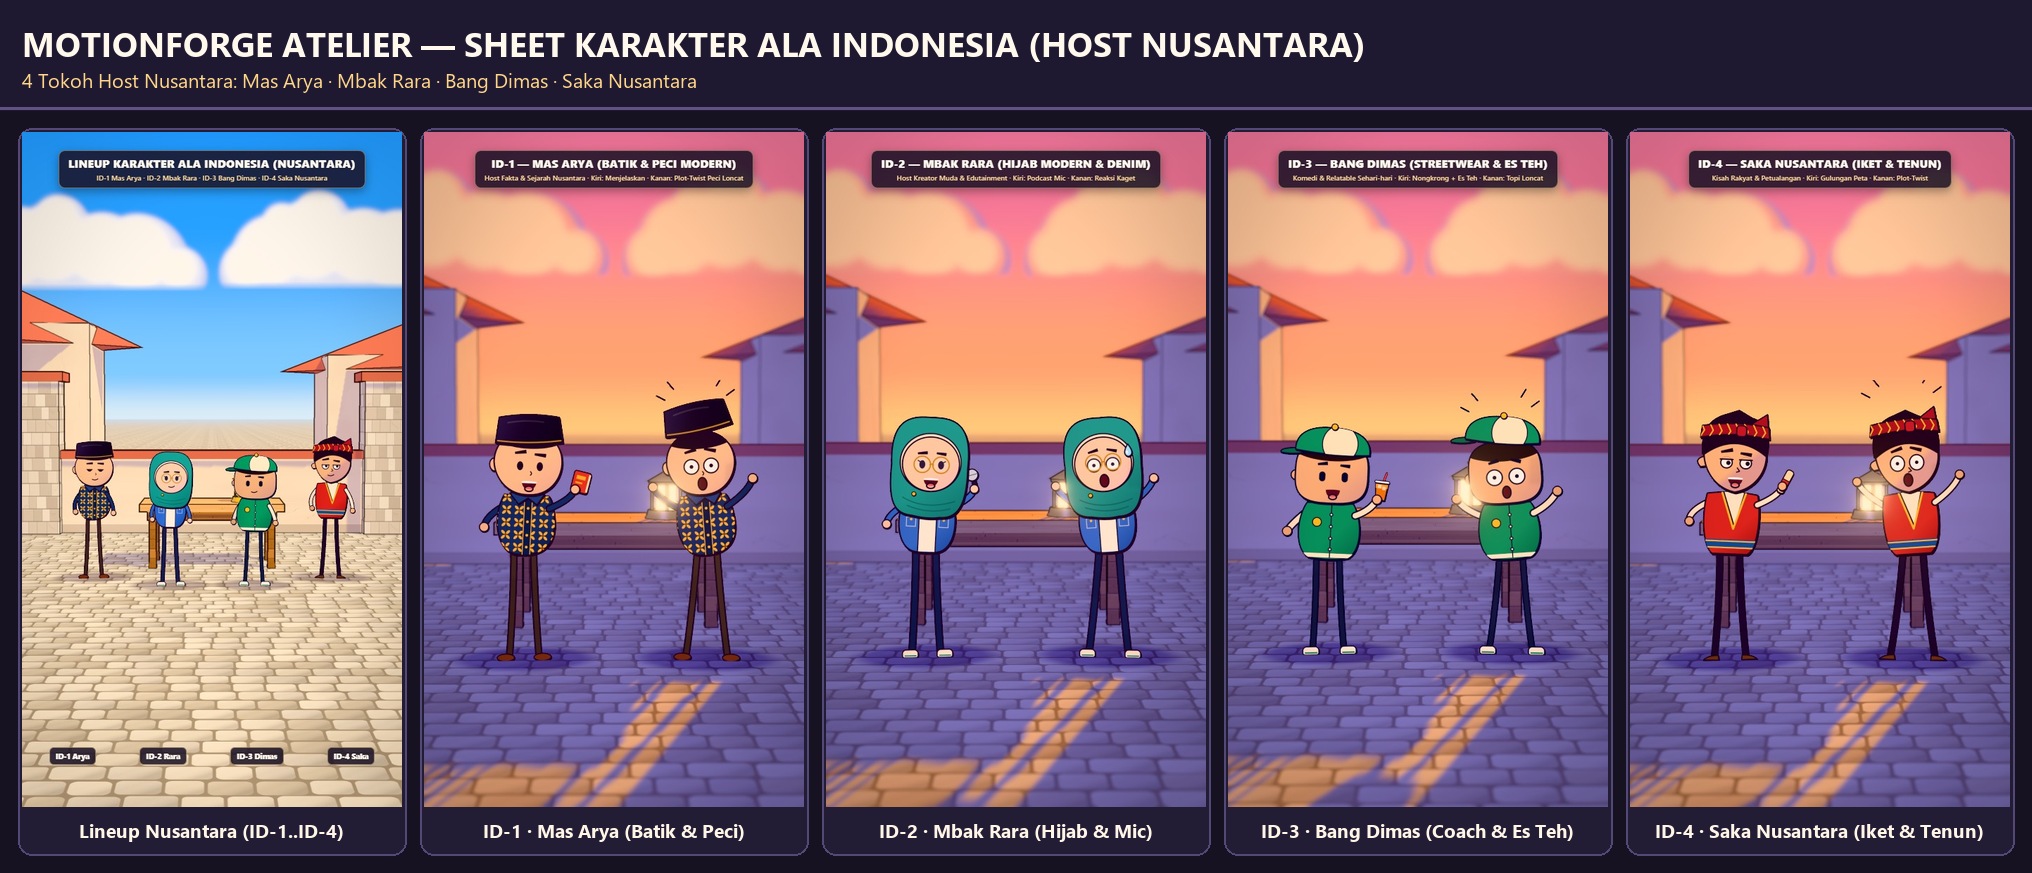 MOTIONFORGE ATELIER — SHEET KARAKTER ALA INDONESIA (HOST NUSANTARA)
4 Tokoh Host Nusantara: Mas Arya · Mbak Rara · Bang Dimas · Saka Nusantara
LINEUP KARAKTER ALA INDONESIA (NUSANTARA)
ID-1 Mas Arya · ID-2 Mbak Rara · ID-3 Bang Dimas · ID-4 Saka Nusantara
ID-1 Arya
ID-2 Rara
ID-3 Dimas
ID-4 Saka
Lineup Nusantara (ID-1..ID-4)
ID-1 — MAS ARYA (BATIK & PECI MODERN)
Host Fakta & Sejarah Nusantara · Kiri: Menjelaskan · Kanan: Plot-Twist Peci Loncat
ID-1 · Mas Arya (Batik & Peci)
ID-2 — MBAK RARA (HIJAB MODERN & DENIM)
Host Kreator Muda & Edutainment · Kiri: Podcast Mic · Kanan: Reaksi Kaget
ID-2 · Mbak Rara (Hijab & Mic)
ID-3 — BANG DIMAS (STREETWEAR & ES TEH)
Komedi & Relatable Sehari-hari · Kiri: Nongkrong + Es Teh · Kanan: Topi Loncat
ID-3 · Bang Dimas (Coach & Es Teh)
ID-4 — SAKA NUSANTARA (IKET & TENUN)
Kisah Rakyat & Petualangan · Kiri: Gulungan Peta · Kanan: Plot-Twist
ID-4 · Saka Nusantara (Iket & Tenun)